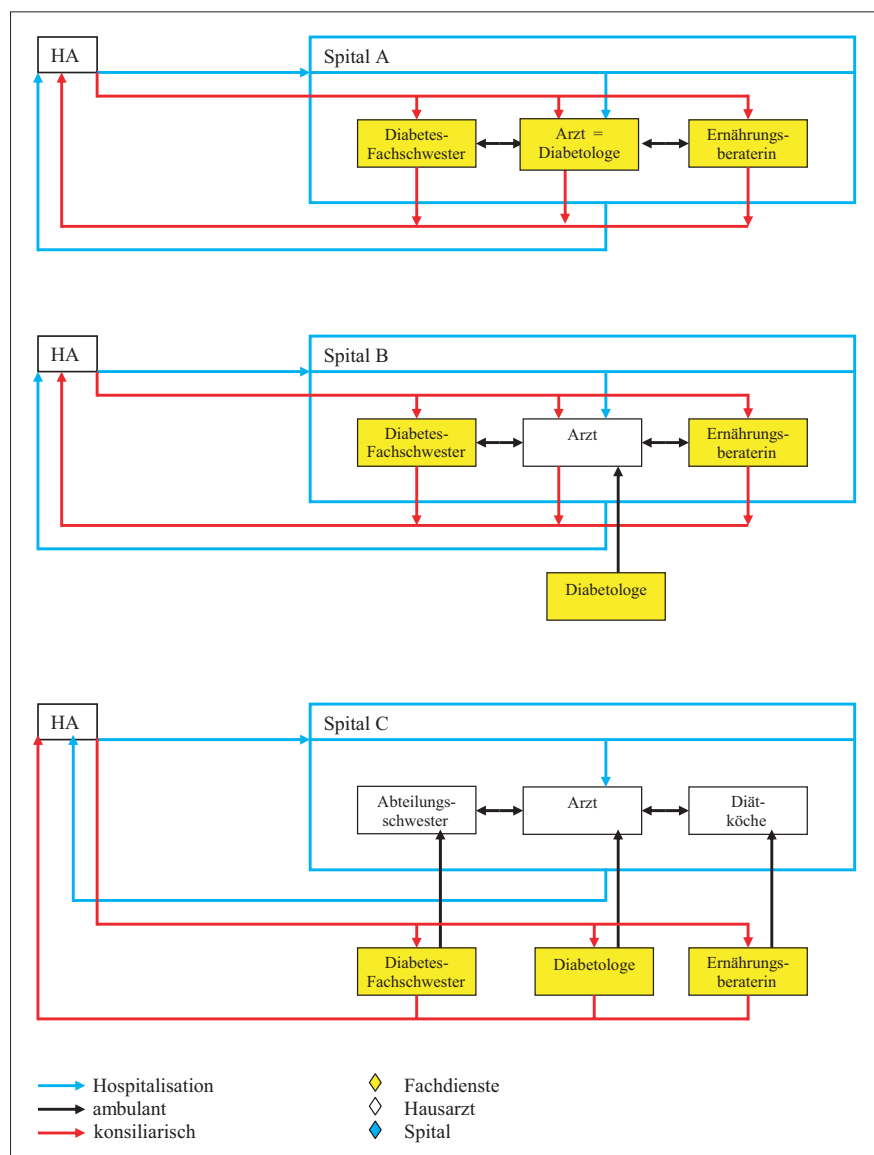 HA
Spital A
Diabetes-
Fachschwester
Arzt =
Diabetologe
Ernährungs-
beraterin
HA
Spital B
Diabetes-
Fachschwester
Arzt
Ernährungs-
beraterin
Diabetologe
HA
Spital C
Abteilungs-
schwester
Arzt
Diät-
köche
Diabetes-
Fachschwester
Diabetologe
Ernährungs-
beraterin
Hospitalisation
ambulant
konsiliarisch
Fachdienste
Hausarzt
Spital